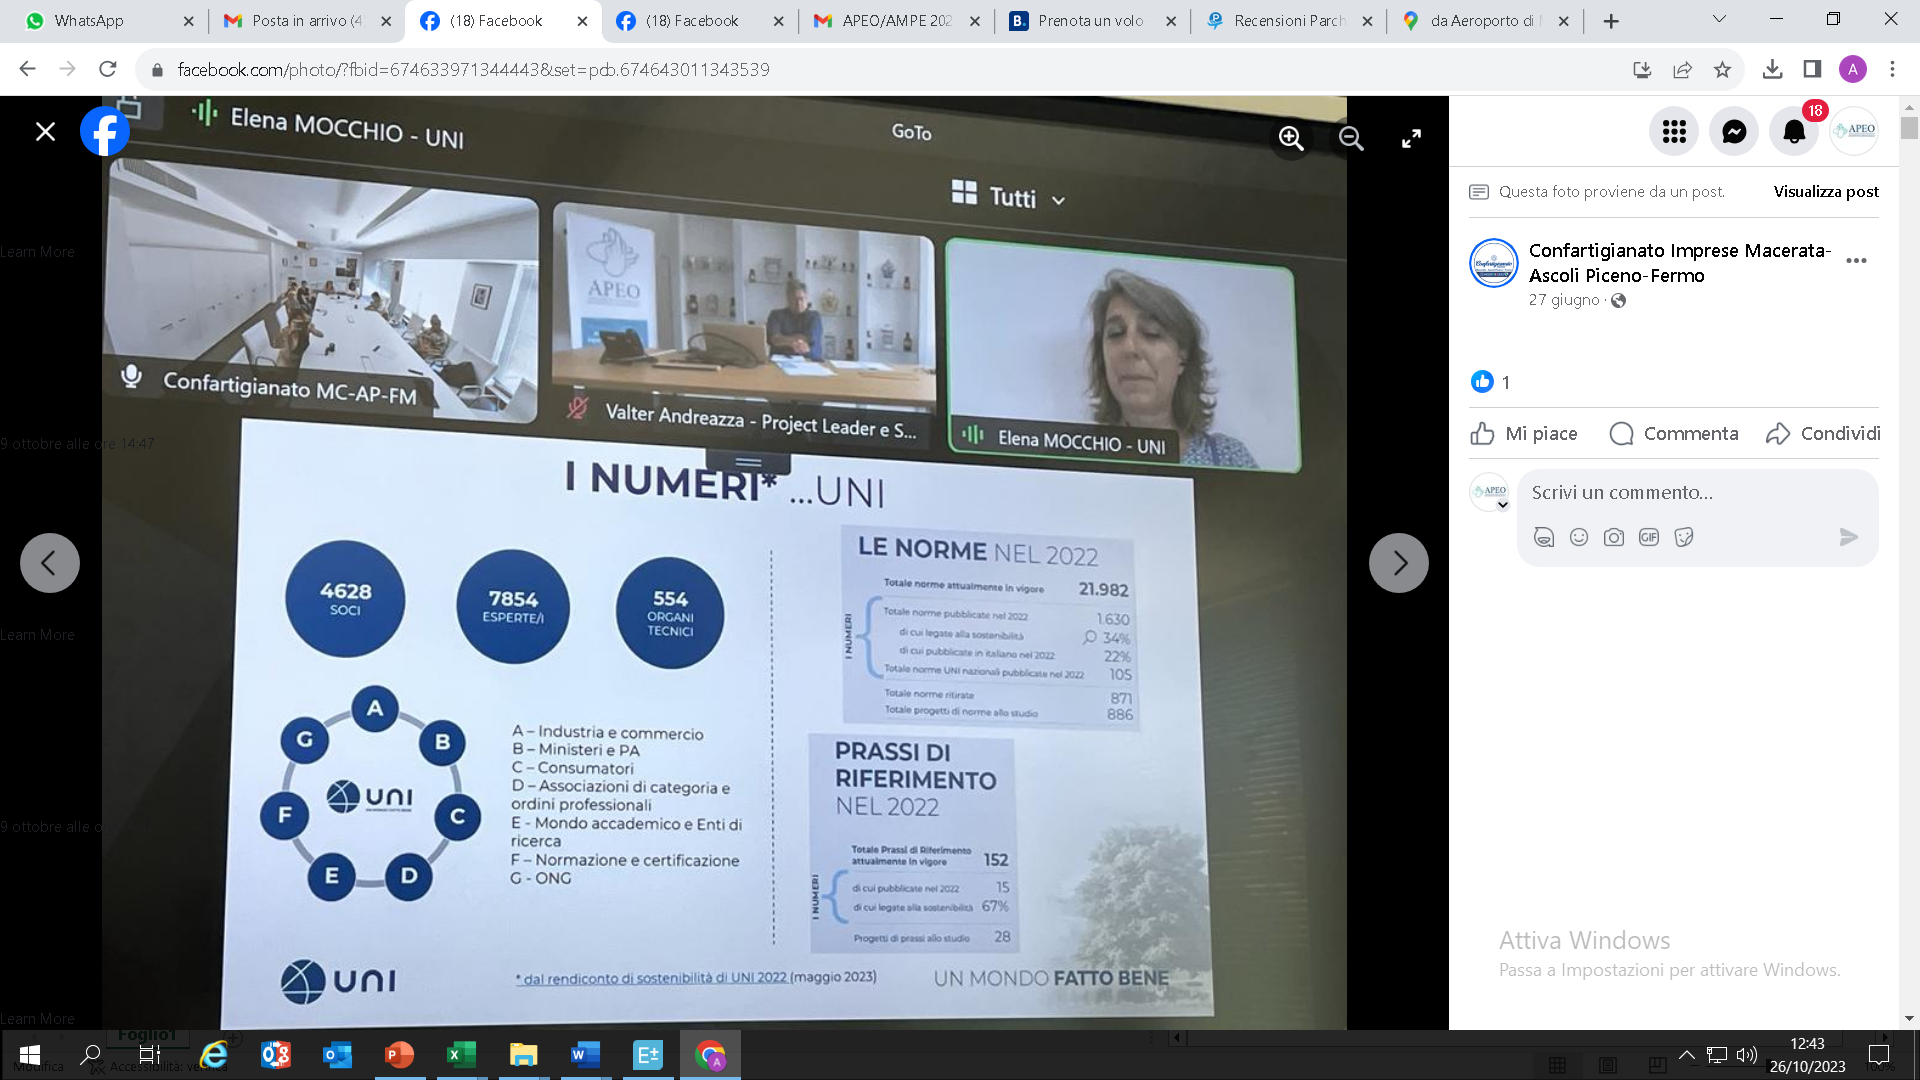 WhatsApp
Posta in arrivo (4
(18) Facebook
(18) Facebook
APEO/AMPE 202
Prenota un volo
Recensioni Parch
da Aeroporto di
facebook.com/photo/?fbid=674633971344443&set=pcb.674643011343539
A
Elena MOCCHIO - UNI
GoTo
Tutti
APEO
Confartigianato MC-AP-FM
Valter Andreazza - Project Leader e S...
Elena MOCCHIO - UNI
I NUMERI* ...UNI
4628
SOCI
7854
ESPERTE/I
554
ORGANI
TECNICI
A
B
C
D
E
F
G
UNI
A – Industria e commercio
B – Ministeri e PA
C – Consumatori
D – Associazioni di categoria e
ordini professionali
E - Mondo accademico e Enti di
ricerca
F – Normazione e certificazione
G - ONG
LE NORME NEL 2022
I NUMERI
Totale norme attualmente in vigore 21.982
Totale norme pubblicate nel 2022 1.630
di cui legate alla sostenibilità 34%
di cui pubblicate in italiano nel 2022 22%
Totale norme UNI nazionali pubblicate nel 2022 105
Totale norme ritirate 871
Totale progetti di norme allo studio 886
PRASSI DI
RIFERIMENTO
NEL 2022
I NUMERI
Totale Prassi di Riferimento
attualmente in vigore 152
di cui pubblicate nel 2022 15
di cui legate alla sostenibilità 67%
Progetti di prassi allo studio 28
UNI
* dal rendiconto di sostenibilità di UNI 2022 (maggio 2023)
UN MONDO FATTO BENE
18
APEO
Questa foto proviene da un post.
Visualizza post
Confartigianato Imprese Macerata-
Ascoli Piceno-Fermo
27 giugno ·
1
Mi piace
Commenta
Condividi
APEO
Scrivi un commento...
GIF
Attiva Windows
Passa a Impostazioni per attivare Windows.
Learn More
9 ottobre alle ore 14:47
Learn More
9 ottobre alle o
Learn More
Foglio1
Modifica
Accessibilità: verifica
100%
12:43
26/10/2023